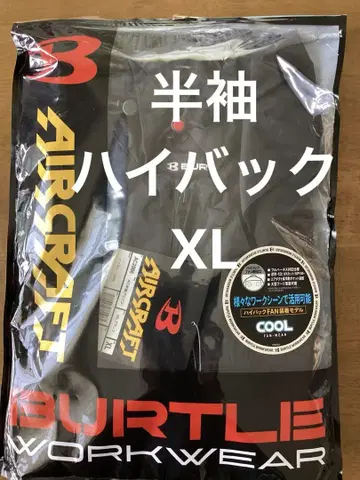 半袖
ハイバック
XL
AIRCRAFT
BURTLE
AIRCRAFT
XL
様々なワークシーンで活用可能
ハイバックFAN装着モデル
COOL
BURTLE
WORKWEAR